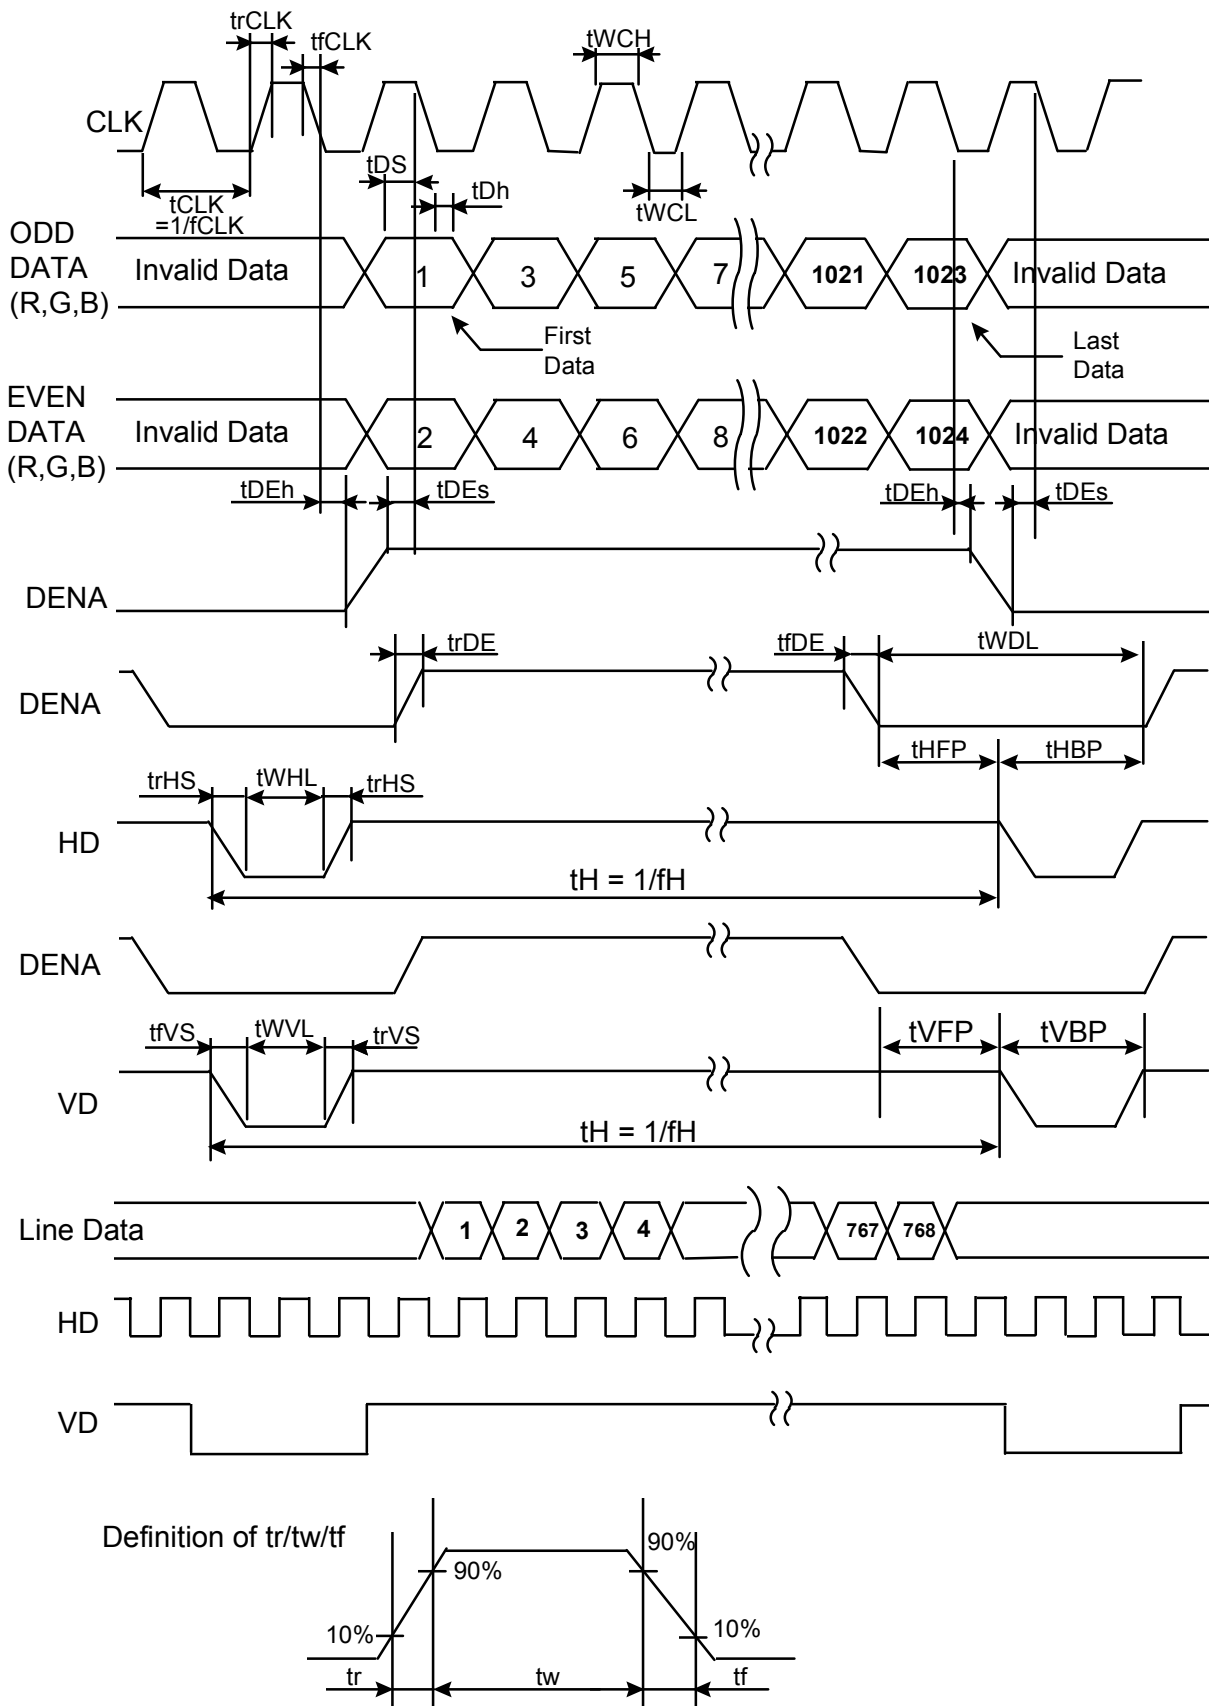 trCLK
tfCLK
tWCH
CLK
tDS
tDh
tCLK
=1/fCLK
tWCL
ODD
DATA
(R,G,B)
Invalid Data
1
3
5
7
1021
1023
Invalid Data
First
Data
Last
Data
EVEN
DATA
(R,G,B)
Invalid Data
2
4
6
8
1022
1024
Invalid Data
tDEh
tDEs
tDEh
tDEs
DENA
trDE
tfDE
tWDL
DENA
tHFP
tHBP
trHS
tWHL
trHS
HD
tH = 1/fH
DENA
tfVS
tWVL
trVS
tVFP
tVBP
VD
tH = 1/fH
Line Data
1
2
3
4
767
768
HD
VD
Definition of tr/tw/tf
90%
90%
10%
10%
tr
tw
tf